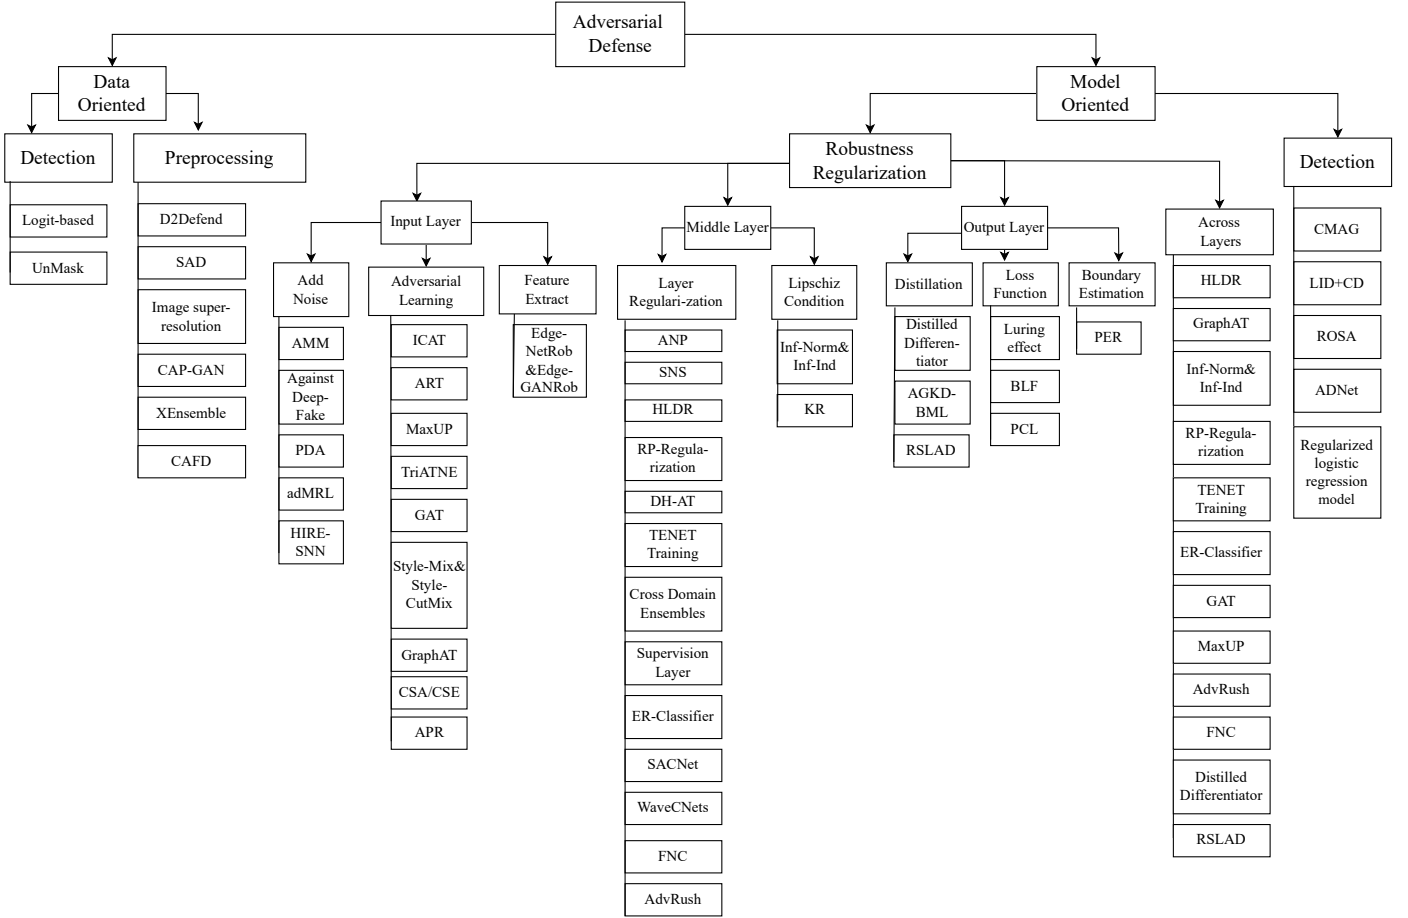 Adversarial
Defense
Data
Oriented
Model
Oriented
Detection
Preprocessing
Robustness
Regularization
Detection
Logit-based
UnMask
D2Defend
SAD
Image super-
resolution
CAP-GAN
XEnsemble
CAFD
Input Layer
Middle Layer
Output Layer
Across
Layers
Add
Noise
Adversarial
Learning
Feature
Extract
Layer
Regulari-zation
Lipschiz
Condition
Distillation
Loss
Function
Boundary
Estimation
AMM
Against
Deep-
Fake
PDA
adMRL
HIRE-
SNN
ICAT
ART
MaxUP
TriATNE
GAT
Style-Mix&
Style-
CutMix
GraphAT
CSA/CSE
APR
Edge-
NetRob
&Edge-
GANRob
ANP
SNS
HLDR
RP-Regula-
rization
DH-AT
TENET
Training
Cross Domain
Ensembles
Supervision
Layer
ER-Classifier
SACNet
WaveCNets
FNC
AdvRush
Inf-Norm&
Inf-Ind
KR
Distilled
Differen-
tiator
AGKD-
BML
RSLAD
Luring
effect
BLF
PCL
PER
HLDR
GraphAT
Inf-Norm&
Inf-Ind
RP-Regula-
rization
TENET
Training
ER-Classifier
GAT
MaxUP
AdvRush
FNC
Distilled
Differentiator
RSLAD
CMAG
LID+CD
ROSA
ADNet
Regularized
logistic
regression
model